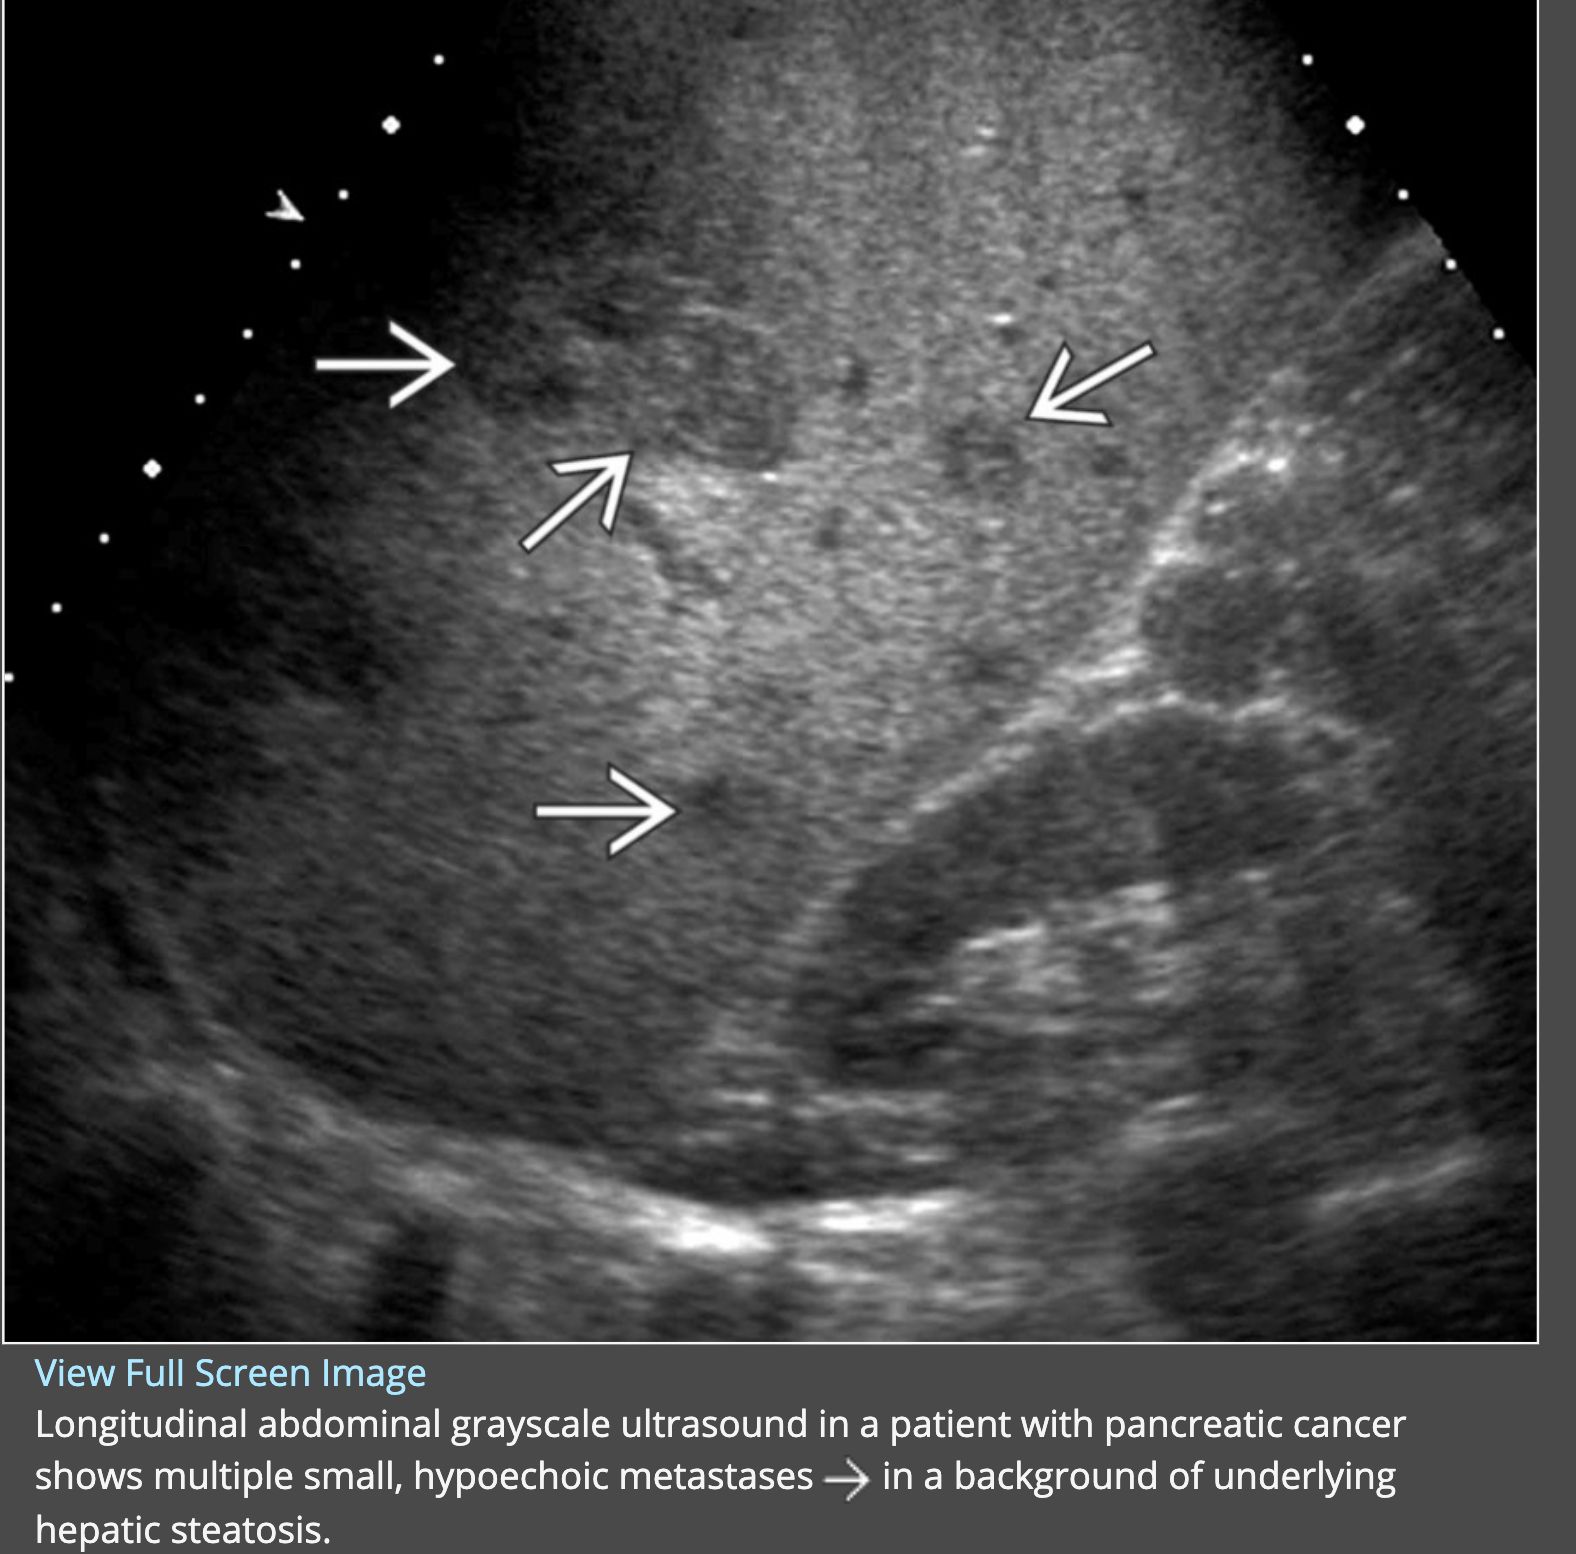 View Full Screen Image
Longitudinal abdominal grayscale ultrasound in a patient with pancreatic cancer
shows multiple small, hypoechoic metastases → in a background of underlying
hepatic steatosis.